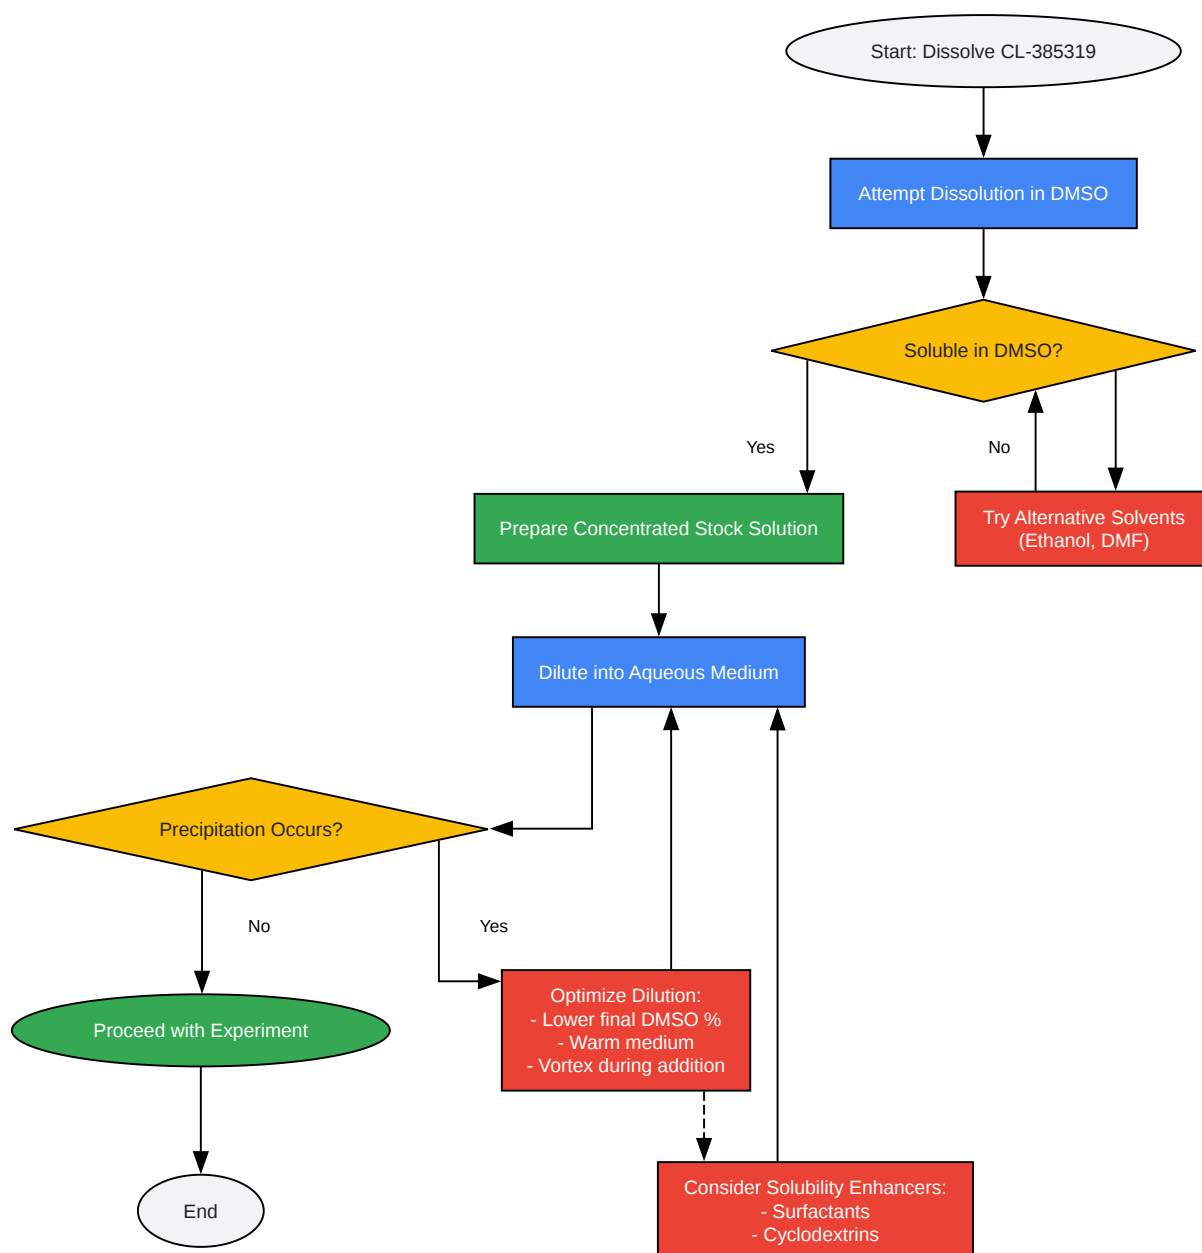 Start: Dissolve CL-385319
Attempt Dissolution in DMSO
Soluble in DMSO?
Yes
No
Prepare Concentrated Stock Solution
Try Alternative Solvents
(Ethanol, DMF)
Dilute into Aqueous Medium
Precipitation Occurs?
No
Yes
Optimize Dilution:
- Lower final DMSO %
- Warm medium
- Vortex during addition
Proceed with Experiment
Consider Solubility Enhancers:
- Surfactants
- Cyclodextrins
End